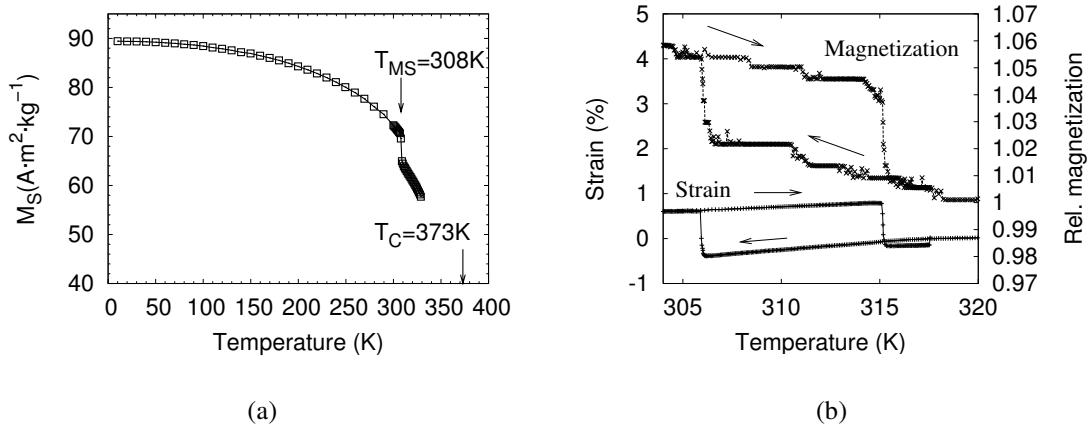 90
80
70
60
50
40
0 50 100 150 200 250 300 350 400
M_S(A·m²·kg⁻¹)
Temperature (K)
T_MS=308K
T_C=373K
(a)
5
4
3
2
1
0
-1
305 310 315 320
Strain (%)
Temperature (K)
1.07
1.06
1.05
1.04
1.03
1.02
1.01
1
0.99
0.98
0.97
Rel. magnetization
Magnetization
Strain
(b)